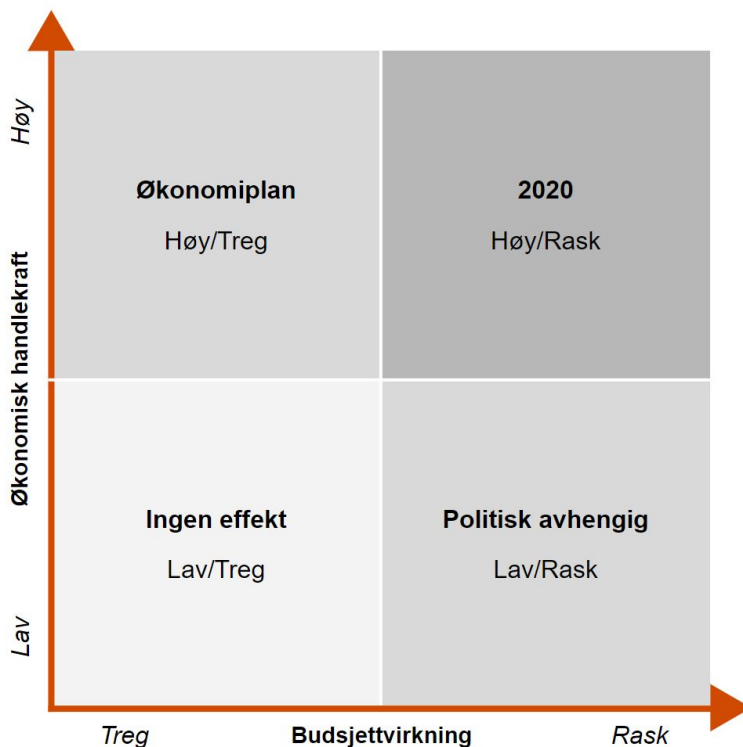 Høy
Økonomisk handlekraft
Lav
Økonomiplan
Høy/Treg
2020
Høy/Rask
Ingen effekt
Lav/Treg
Politisk avhengig
Lav/Rask
Treg
Budsjettvirkning
Rask